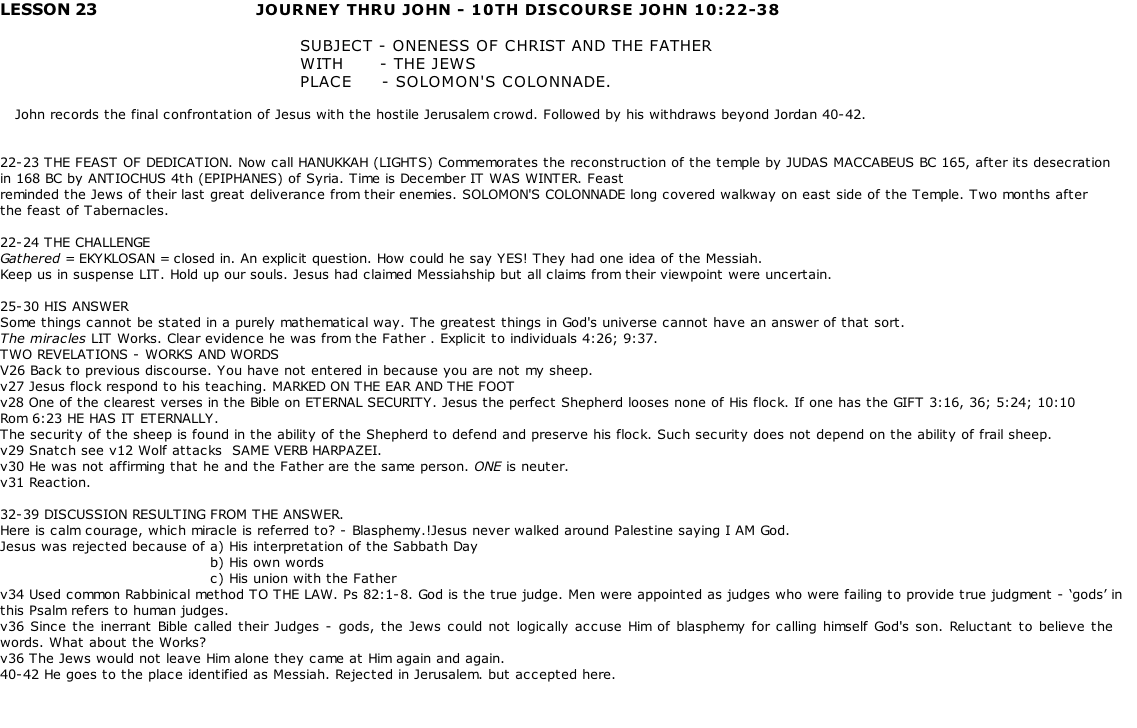 LESSON 23 JOURNEY THRU JOHN - 10TH DISCOURSE JOHN 10:22-38
SUBJECT - ONENESS OF CHRIST AND THE FATHER
WITH - THE JEWS
PLACE - SOLOMON'S COLONNADE.
John records the final confrontation of Jesus with the hostile Jerusalem crowd. Followed by his withdraws beyond Jordan 40-42.
22-23 THE FEAST OF DEDICATION. Now call HANUKKAH (LIGHTS) Commemorates the reconstruction of the temple by JUDAS MACCABEUS BC 165, after its desecration
in 168 BC by ANTIOCHUS 4th (EPIPHANES) of Syria. Time is December IT WAS WINTER. Feast
reminded the Jews of their last great deliverance from their enemies. SOLOMON'S COLONNADE long covered walkway on east side of the Temple. Two months after
the feast of Tabernacles.
22-24 THE CHALLENGE
Gathered = EKYKLOSAN = closed in. An explicit question. How could he say YES! They had one idea of the Messiah.
Keep us in suspense LIT. Hold up our souls. Jesus had claimed Messiahship but all claims from their viewpoint were uncertain.
25-30 HIS ANSWER
Some things cannot be stated in a purely mathematical way. The greatest things in God's universe cannot have an answer of that sort.
The miracles LIT Works. Clear evidence he was from the Father . Explicit to individuals 4:26; 9:37.
TWO REVELATIONS - WORKS AND WORDS
V26 Back to previous discourse. You have not entered in because you are not my sheep.
v27 Jesus flock respond to his teaching. MARKED ON THE EAR AND THE FOOT
v28 One of the clearest verses in the Bible on ETERNAL SECURITY. Jesus the perfect Shepherd looses none of His flock. If one has the GIFT 3:16, 36; 5:24; 10:10
Rom 6:23 HE HAS IT ETERNALLY.
The security of the sheep is found in the ability of the Shepherd to defend and preserve his flock. Such security does not depend on the ability of frail sheep.
v29 Snatch see v12 Wolf attacks SAME VERB HARPAZEI.
v30 He was not affirming that he and the Father are the same person. ONE is neuter.
v31 Reaction.
32-39 DISCUSSION RESULTING FROM THE ANSWER.
Here is calm courage, which miracle is referred to? - Blasphemy.!Jesus never walked around Palestine saying I AM God.
Jesus was rejected because of a) His interpretation of the Sabbath Day
b) His own words
c) His union with the Father
v34 Used common Rabbinical method TO THE LAW. Ps 82:1-8. God is the true judge. Men were appointed as judges who were failing to provide true judgment - ‘gods’ in
this Psalm refers to human judges.
v36 Since the inerrant Bible called their Judges - gods, the Jews could not logically accuse Him of blasphemy for calling himself God's son. Reluctant to believe the
words. What about the Works?
v36 The Jews would not leave Him alone they came at Him again and again.
40-42 He goes to the place identified as Messiah. Rejected in Jerusalem. but accepted here.